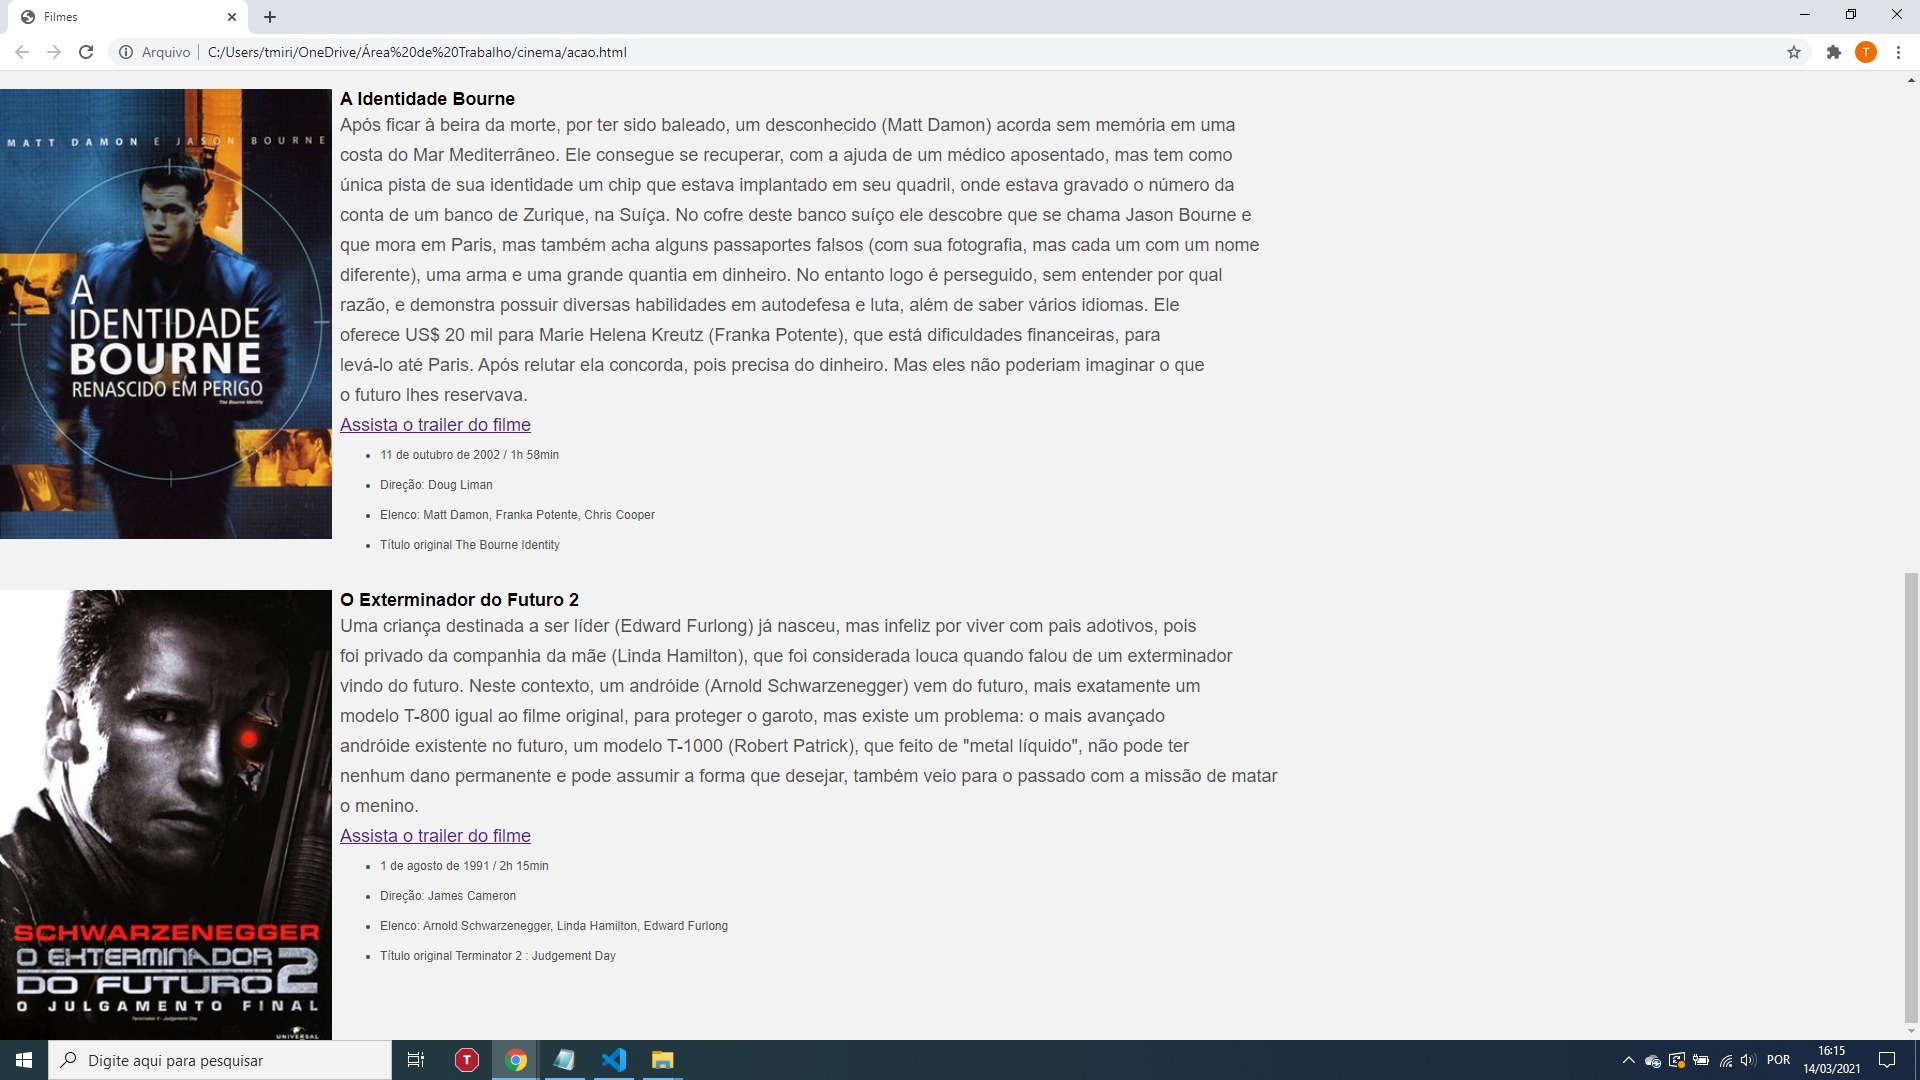 Filmes
Arquivo
C:/Users/tmiri/OneDrive/Área%20de%20Trabalho/cinema/acao.html
T
MATT DAMON E JASON BOURNE
A
IDENTIDADE
BOURNE
RENASCIDO EM PERIGO
The Bourne Identity
A Identidade Bourne
Após ficar à beira da morte, por ter sido baleado, um desconhecido (Matt Damon) acorda sem memória em uma
costa do Mar Mediterrâneo. Ele consegue se recuperar, com a ajuda de um médico aposentado, mas tem como
única pista de sua identidade um chip que estava implantado em seu quadril, onde estava gravado o número da
conta de um banco de Zurique, na Suíça. No cofre deste banco suíço ele descobre que se chama Jason Bourne e
que mora em Paris, mas também acha alguns passaportes falsos (com sua fotografia, mas cada um com um nome
diferente), uma arma e uma grande quantia em dinheiro. No entanto logo é perseguido, sem entender por qual
razão, e demonstra possuir diversas habilidades em autodefesa e luta, além de saber vários idiomas. Ele
oferece US$ 20 mil para Marie Helena Kreutz (Franka Potente), que está dificuldades financeiras, para
levá-lo até Paris. Após relutar ela concorda, pois precisa do dinheiro. Mas eles não poderiam imaginar o que
o futuro lhes reservava.
Assista o trailer do filme
• 11 de outubro de 2002 / 1h 58min
• Direção: Doug Liman
• Elenco: Matt Damon, Franka Potente, Chris Cooper
• Título original The Bourne Identity
SCHWARZENEGGER
O EXTERMINADOR
DO FUTURO 2
O JULGAMENTO FINAL
Terminator 2 - Judgement Day
UNIVERSAL
O Exterminador do Futuro 2
Uma criança destinada a ser líder (Edward Furlong) já nasceu, mas infeliz por viver com pais adotivos, pois
foi privado da companhia da mãe (Linda Hamilton), que foi considerada louca quando falou de um exterminador
vindo do futuro. Neste contexto, um andróide (Arnold Schwarzenegger) vem do futuro, mais exatamente um
modelo T-800 igual ao filme original, para proteger o garoto, mas existe um problema: o mais avançado
andróide existente no futuro, um modelo T-1000 (Robert Patrick), que feito de "metal líquido", não pode ter
nenhum dano permanente e pode assumir a forma que desejar, também veio para o passado com a missão de matar
o menino.
Assista o trailer do filme
• 1 de agosto de 1991 / 2h 15min
• Direção: James Cameron
• Elenco: Arnold Schwarzenegger, Linda Hamilton, Edward Furlong
• Título original Terminator 2 : Judgement Day
Digite aqui para pesquisar
T
POR
16:15
14/03/2021